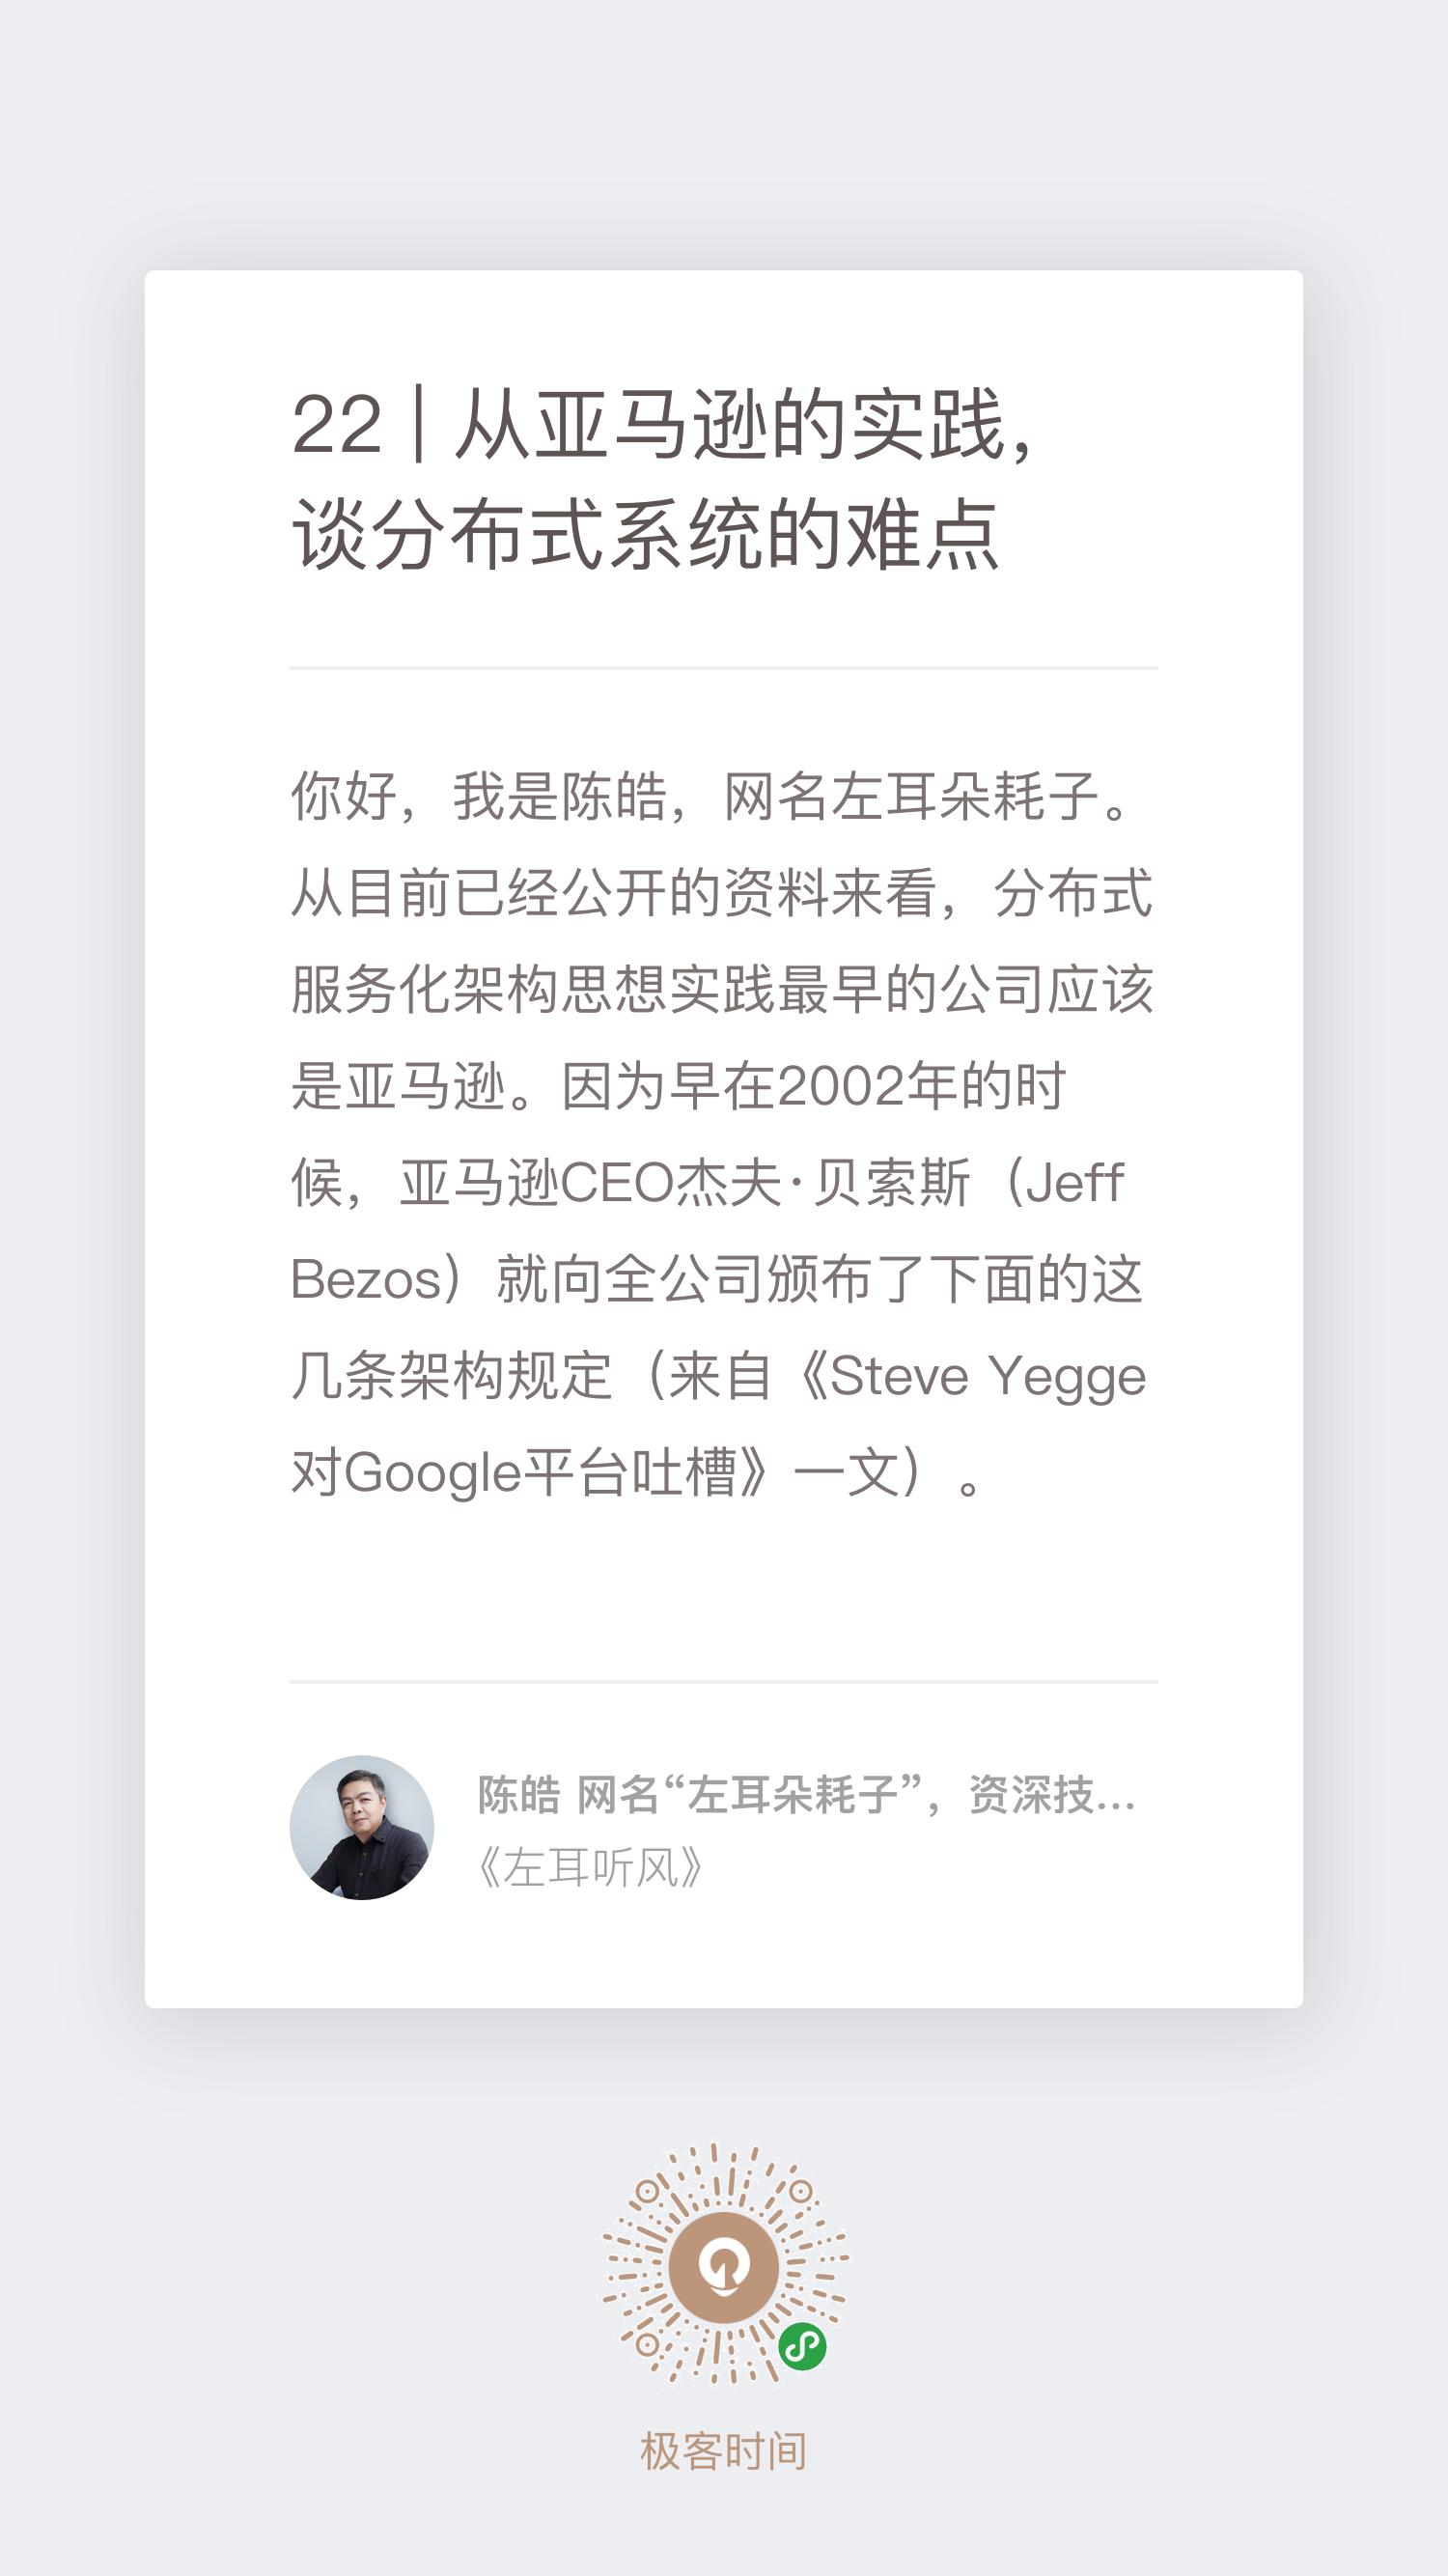 22 | 从亚马逊的实践，
谈分布式系统的难点
你好，我是陈皓，网名左耳朵耗子。
从目前已经公开的资料来看，分布式
服务化架构思想实践最早的公司应该
是亚马逊。因为早在2002年的时
候，亚马逊CEO杰夫·贝索斯（Jeff
Bezos）就向全公司颁布了下面的这
几条架构规定（来自《Steve Yegge
对Google平台吐槽》一文）。
陈皓 网名“左耳朵耗子”，资深技...
《左耳听风》
极客时间